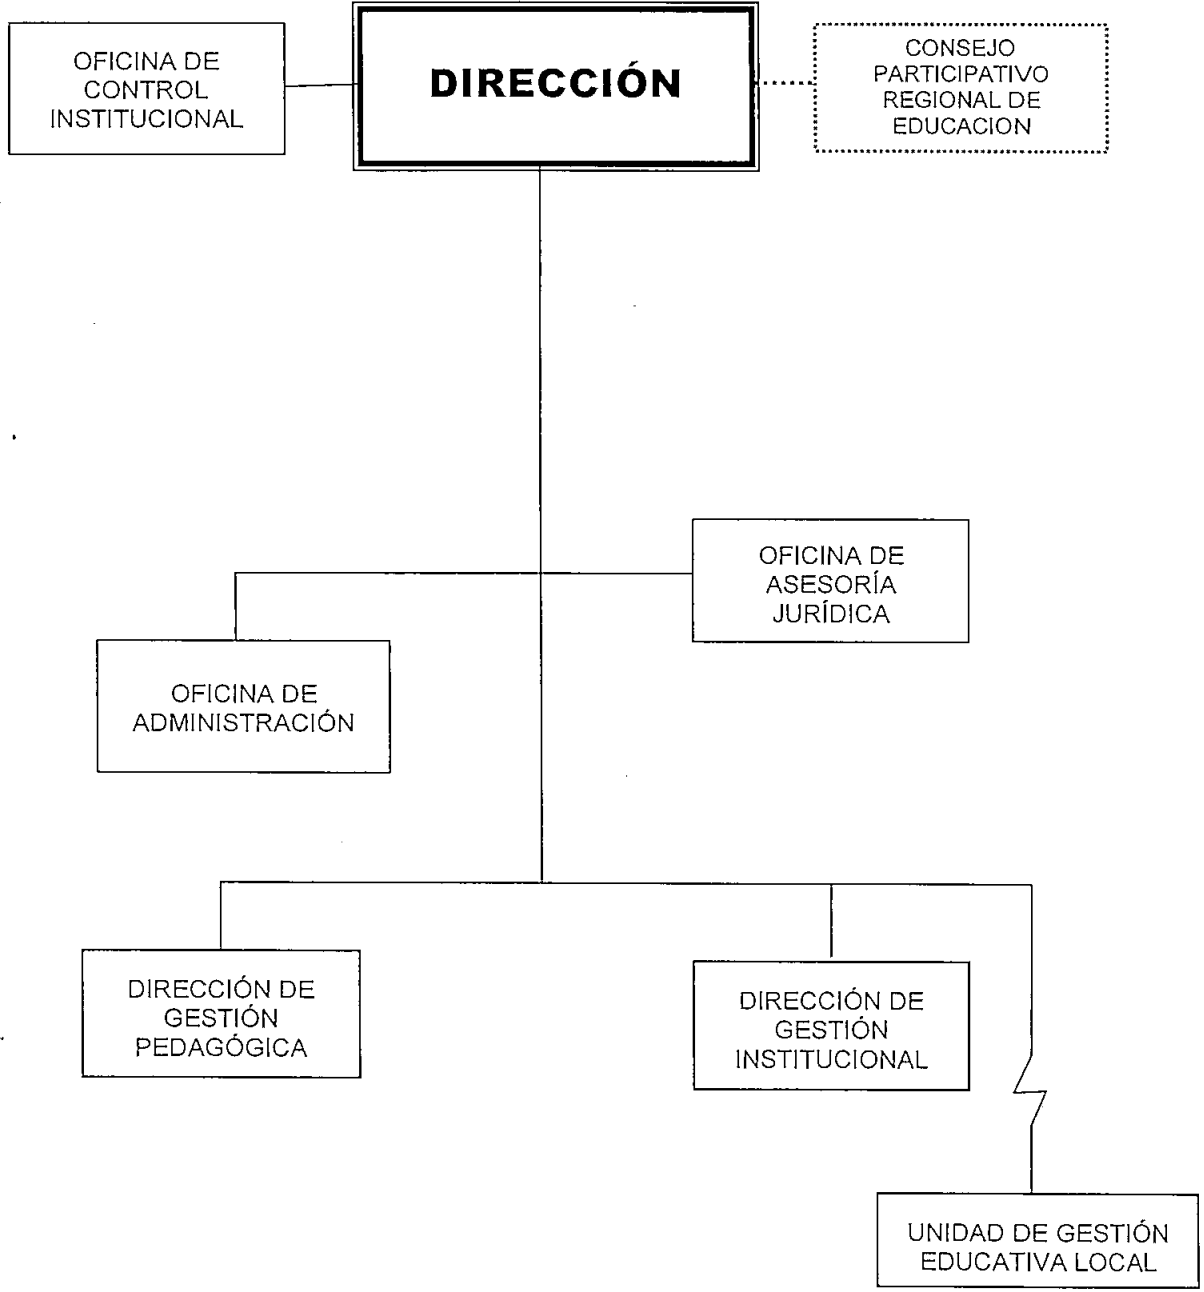 OFICINA DE
CONTROL
INSTITUCIONAL
DIRECCIÓN
CONSEJO
PARTICIPATIVO
REGIONAL DE
EDUCACION
OFICINA DE
ASESORÍA
JURÍDICA
OFICINA DE
ADMINISTRACIÓN
DIRECCIÓN DE
GESTIÓN
PEDAGÓGICA
DIRECCIÓN DE
GESTIÓN
INSTITUCIONAL
UNIDAD DE GESTIÓN
EDUCATIVA LOCAL